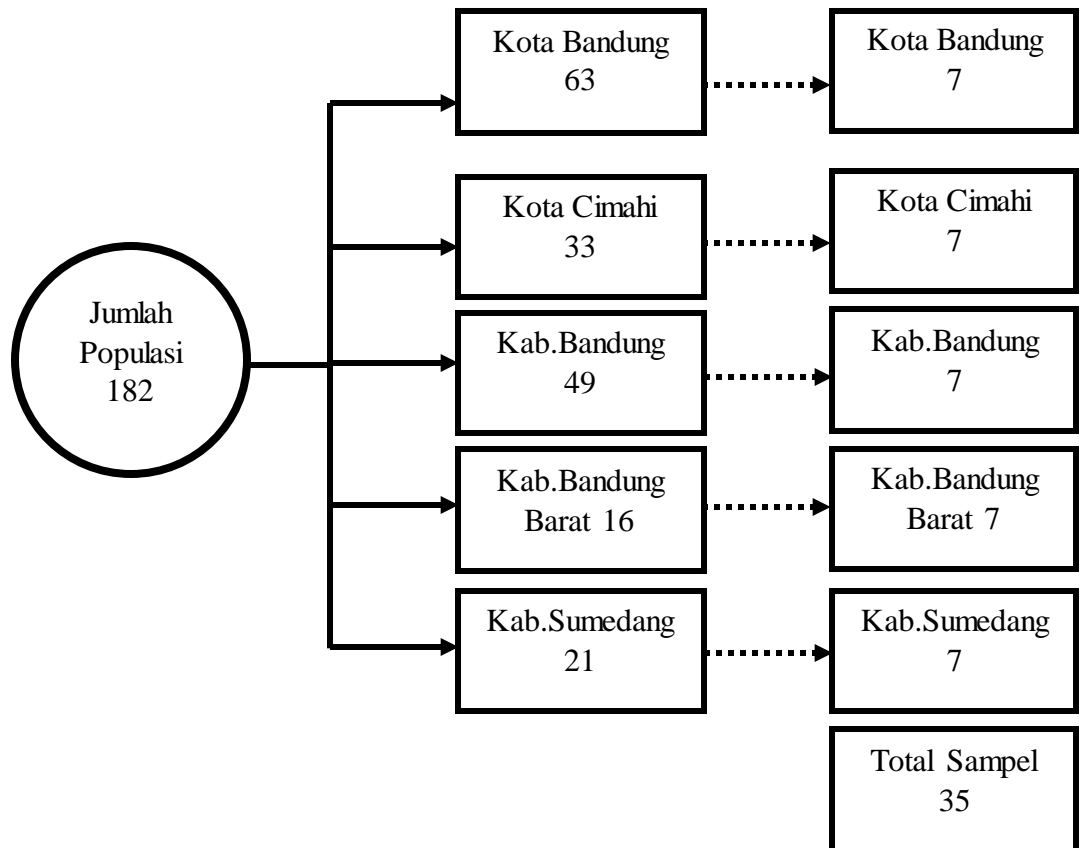 Jumlah
Populasi
182
Kota Bandung
63
Kota Cimahi
33
Kab.Bandung
49
Kab.Bandung
Barat 16
Kab.Sumedang
21
Kota Bandung
7
Kota Cimahi
7
Kab.Bandung
7
Kab.Bandung
Barat 7
Kab.Sumedang
7
Total Sampel
35